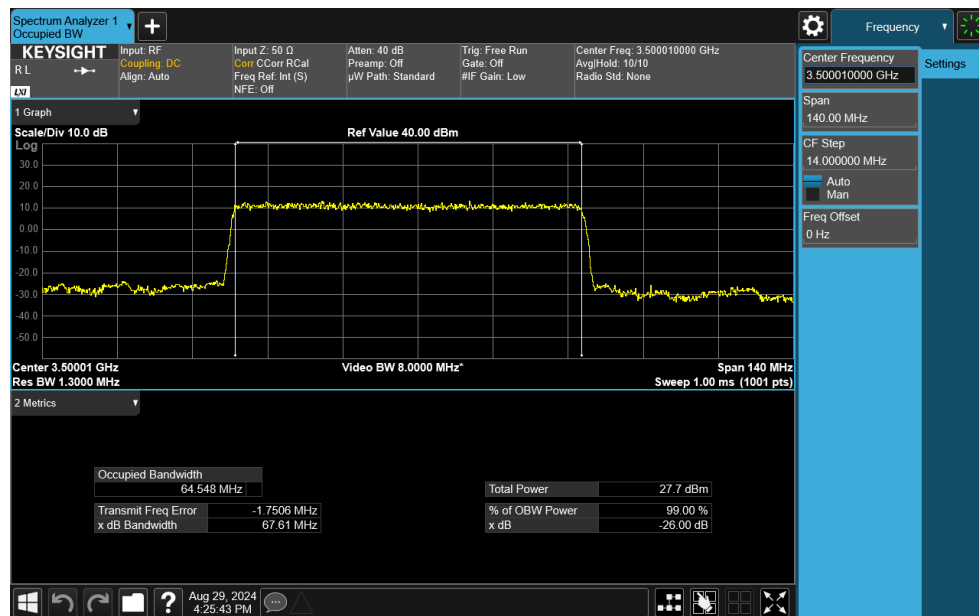 Spectrum Analyzer 1
Occupied BW
KEYSIGHT
R L
LXI
Input: RF
Coupling: DC
Align: Auto
Input Z: 50 Ω
Corr CCorr RCal
Freq Ref: Int (S)
NFE: Off
Atten: 40 dB
Preamp: Off
µW Path: Standard
Trig: Free Run
Gate: Off
#IF Gain: Low
Center Freq: 3.500010000 GHz
Avg|Hold: 10/10
Radio Std: None
1 Graph
Scale/Div 10.0 dB
Ref Value 40.00 dBm
Log
30.0
20.0
10.0
0.00
-10.0
-20.0
-30.0
-40.0
-50.0
Center 3.50001 GHz
Video BW 8.0000 MHz*
Span 140 MHz
Res BW 1.3000 MHz
Sweep 1.00 ms (1001 pts)
2 Metrics
Occupied Bandwidth
64.548 MHz
Transmit Freq Error -1.7506 MHz
x dB Bandwidth 67.61 MHz
Total Power 27.7 dBm
% of OBW Power 99.00 %
x dB -26.00 dB
Aug 29, 2024
4:25:43 PM
Frequency
Settings
Center Frequency
3.500010000 GHz
Span
140.00 MHz
CF Step
14.000000 MHz
Auto
Man
Freq Offset
0 Hz